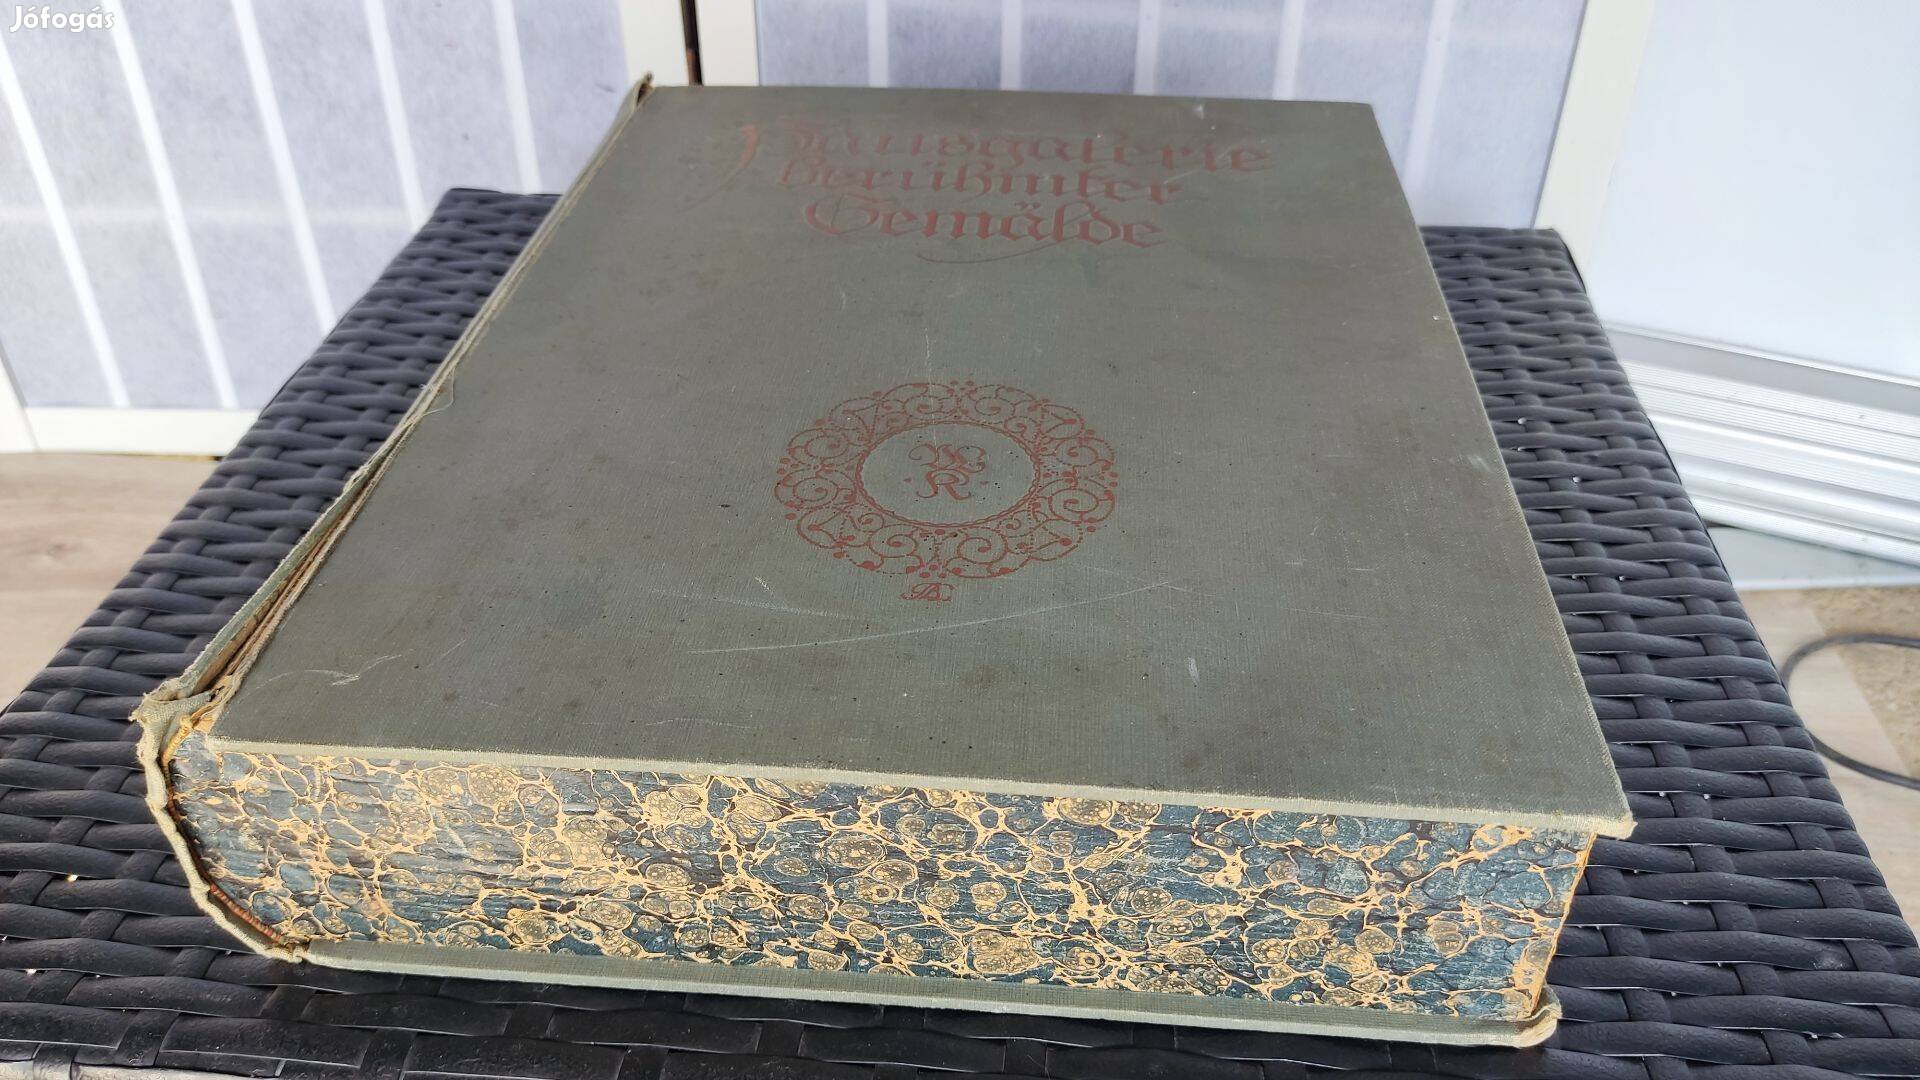 Jófogás
Hausgalerie
berühmter
Gemälde
W
R